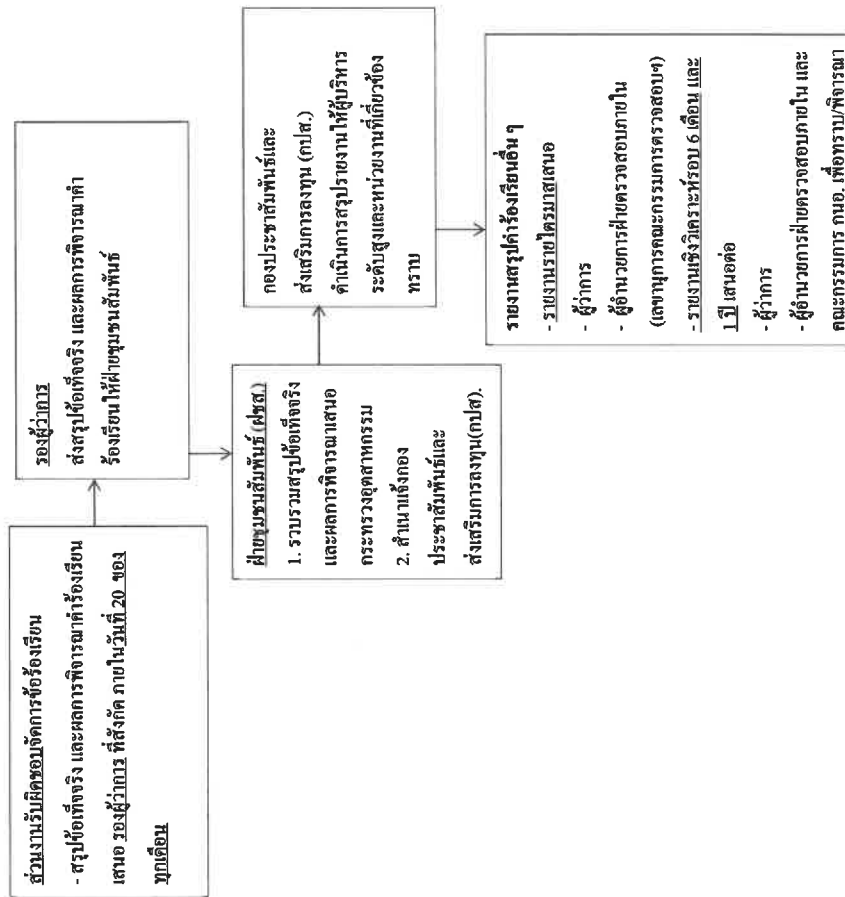 ส่วนงานรับผิดชอบจัดการข้อร้องเรียน
- สรุปข้อเท็จจริง และผลการพิจารณาคำร้องเรียน
เสนอ รองผู้ว่าการ ที่สังกัด ภายในวันที่ 20 ของ
ทุกเดือน
รองผู้ว่าการ
ส่งสรุปข้อเท็จจริง และผลการพิจารณาคำ
ร้องเรียนให้ฝ่ายชุมชนสัมพันธ์
ฝ่ายชุมชนสัมพันธ์ (ฝชส.)
1. รวบรวมสรุปข้อเท็จจริง
และผลการพิจารณาเสนอ
กระทรวงอุตสาหกรรม
2. สำเนาแจ้งกอง
ประชาสัมพันธ์และ
ส่งเสริมการลงทุน(กปส).
กองประชาสัมพันธ์และ
ส่งเสริมการลงทุน (กปส.)
ดำเนินการสรุปรายงานให้ผู้บริหาร
ระดับสูงและหน่วยงานที่เกี่ยวข้อง
ทราบ
รายงานสรุปคำร้องเรียนอื่น ๆ
- รายงานรายไตรมาสเสนอ
- ผู้ว่าการ
- ผู้อำนวยการฝ่ายตรวจสอบภายใน
(เลขานุการคณะกรรมการตรวจสอบฯ)
- รายงานเชิงวิเคราะห์รอบ 6 เดือน และ
1 ปี เสนอต่อ
- ผู้ว่าการ
- ผู้อำนวยการฝ่ายตรวจสอบภายใน และ
คณะกรรมการ กนอ. เพื่อทราบ/พิจารณา